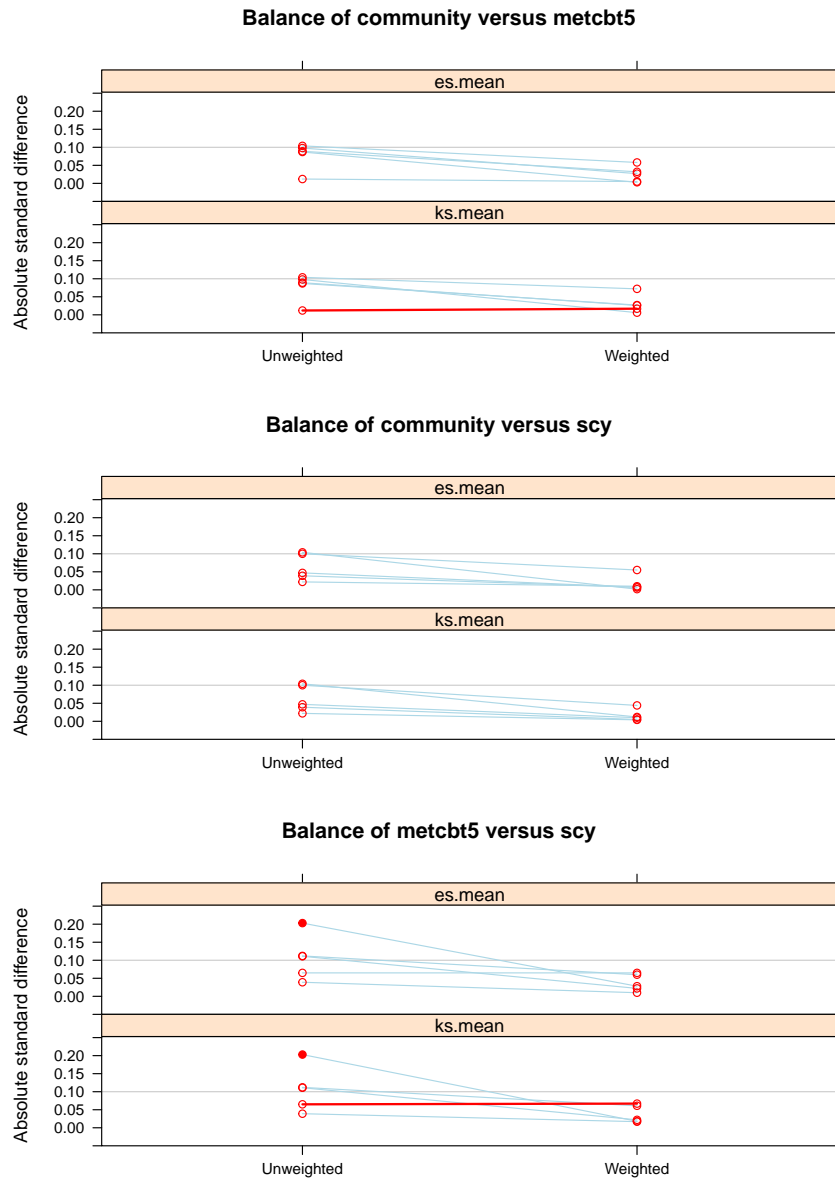 Balance of community versus metcbt5
es.mean
0.20
0.15
0.10
0.05
0.00
ks.mean
0.20
0.15
0.10
0.05
0.00
Absolute standard difference
Unweighted Weighted
Balance of community versus scy
es.mean
0.20
0.15
0.10
0.05
0.00
ks.mean
0.20
0.15
0.10
0.05
0.00
Absolute standard difference
Unweighted Weighted
Balance of metcbt5 versus scy
es.mean
0.20
0.15
0.10
0.05
0.00
ks.mean
0.20
0.15
0.10
0.05
0.00
Absolute standard difference
Unweighted Weighted